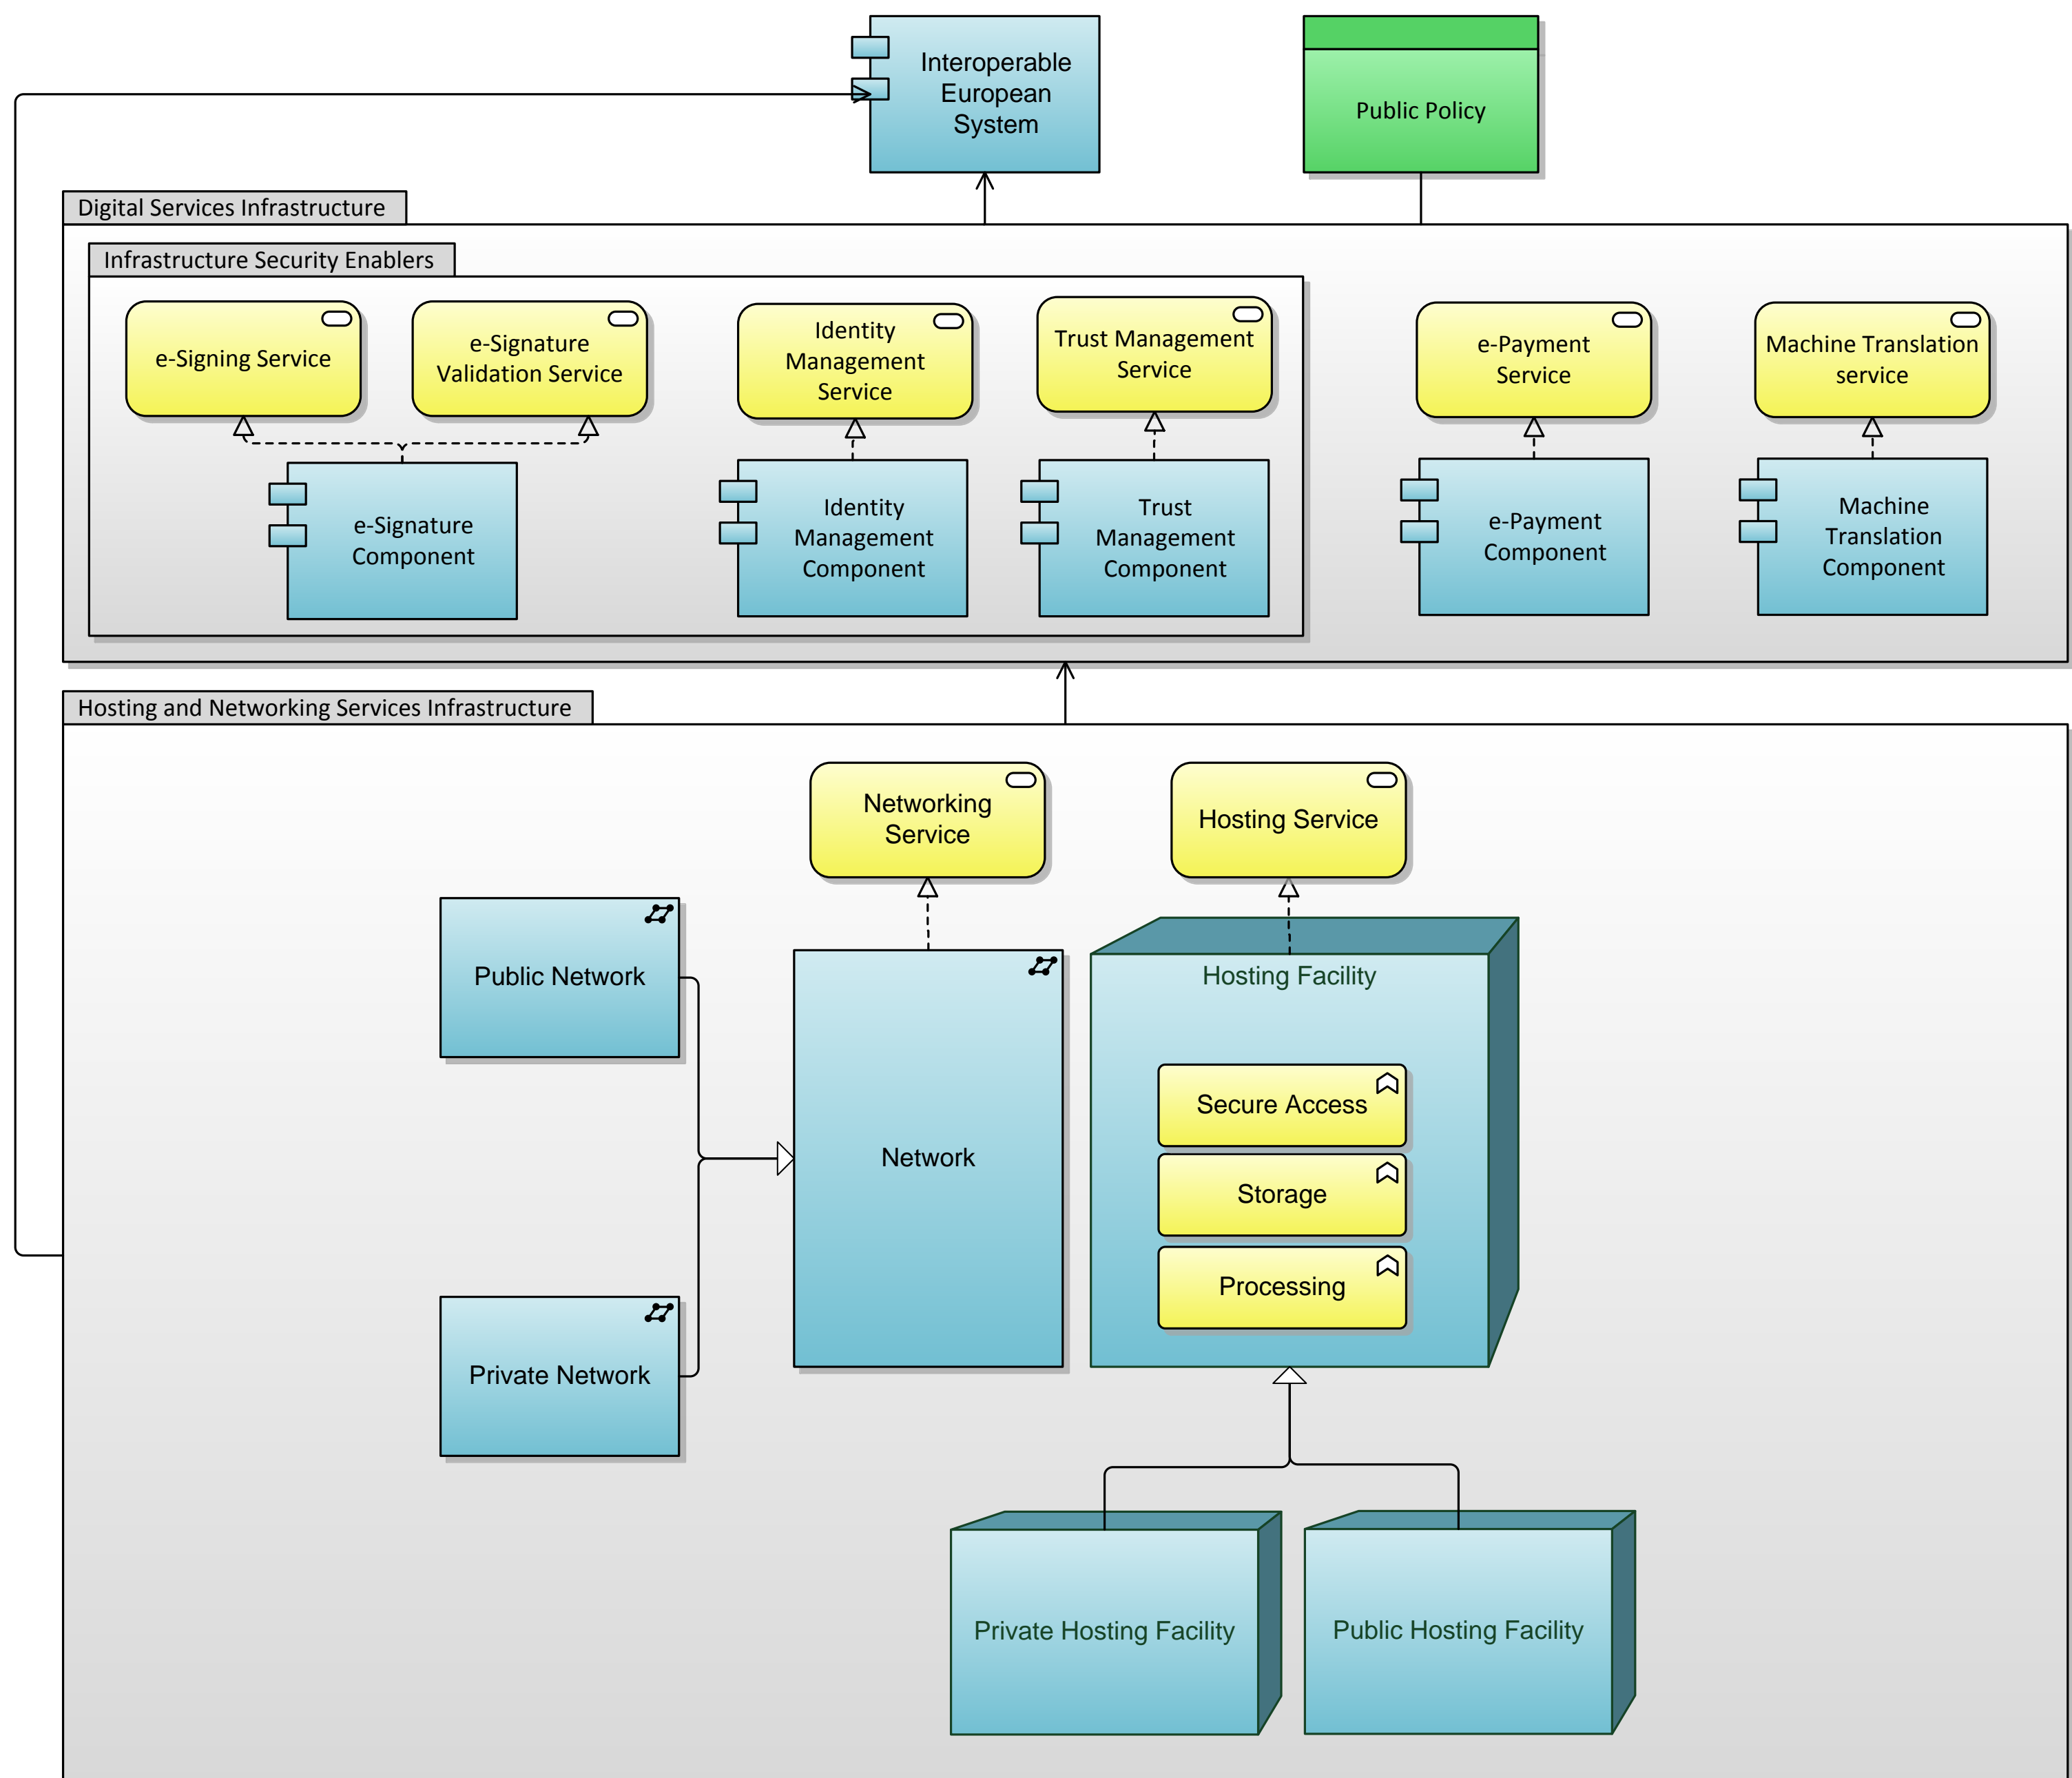 Interoperable
European
System
Public Policy
Digital Services Infrastructure
Infrastructure Security Enablers
e-Signing Service
e-Signature
Validation Service
Identity
Management
Service
Trust Management
Service
e-Payment
Service
Machine Translation
service
e-Signature
Component
Identity
Management
Component
Trust
Management
Component
e-Payment
Component
Machine
Translation
Component
Hosting and Networking Services Infrastructure
Networking
Service
Hosting Service
Public Network
Hosting Facility
Secure Access
Network
Storage
Processing
Private Network
Private Hosting Facility
Public Hosting Facility